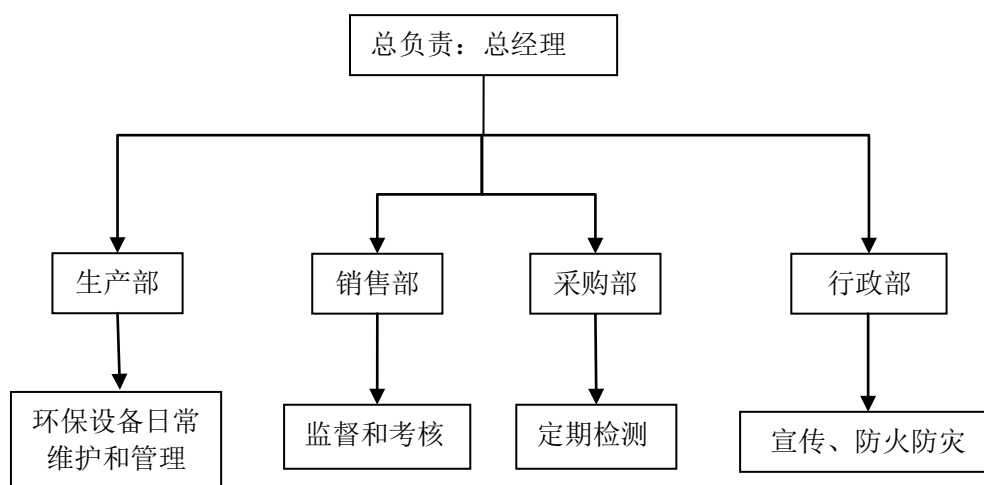 总负责：总经理
生产部
销售部
采购部
行政部
环保设备日常
维护和管理
监督和考核
定期检测
宣传、防火防灾